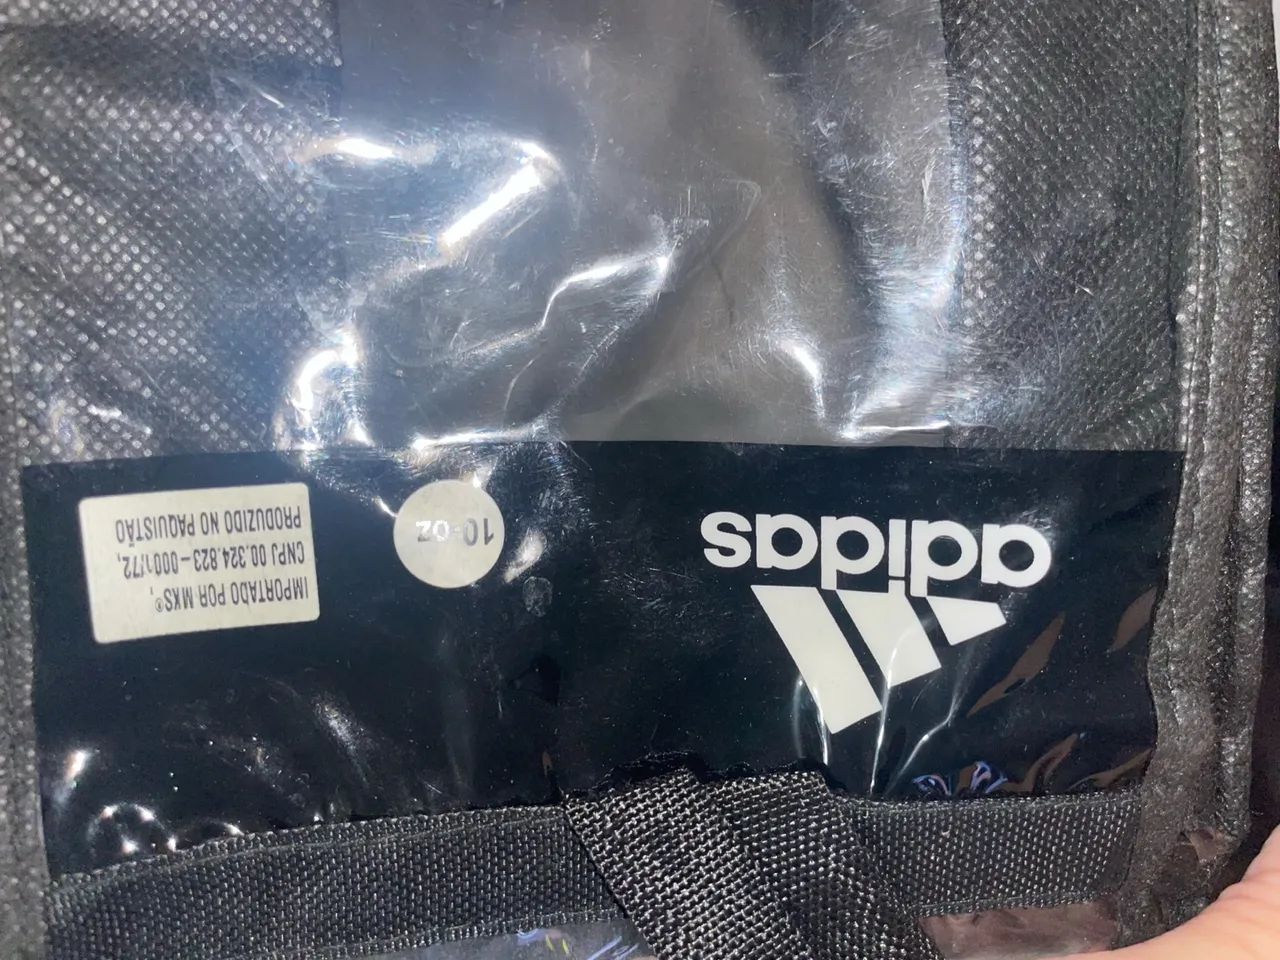 adidas
10-oz
IMPORTADO POR MKS®,
CNPJ 00.324.823-0001/72,
PRODUZIDO NO PAQUISTÃO